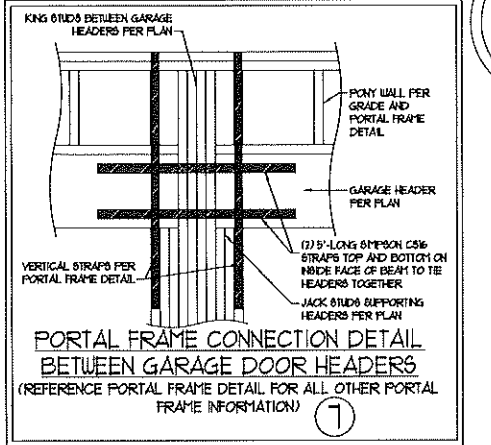 KING STUDS BETWEEN GARAGE
HEADERS PER PLAN
PONY WALL PER
GRADE AND
PORTAL FRAME
DETAIL
GARAGE HEADER
PER PLAN
(2) 5'-LONG SIMPSON CS16
STRAPS TOP AND BOTTOM ON
INSIDE FACE OF BEAM TO TIE
HEADERS TOGETHER
VERTICAL STRAPS PER
PORTAL FRAME DETAIL
JACK STUDS SUPPORTING
HEADERS PER PLAN
PORTAL FRAME CONNECTION DETAIL
BETWEEN GARAGE DOOR HEADERS
(REFERENCE PORTAL FRAME DETAIL FOR ALL OTHER PORTAL
FRAME INFORMATION)
7